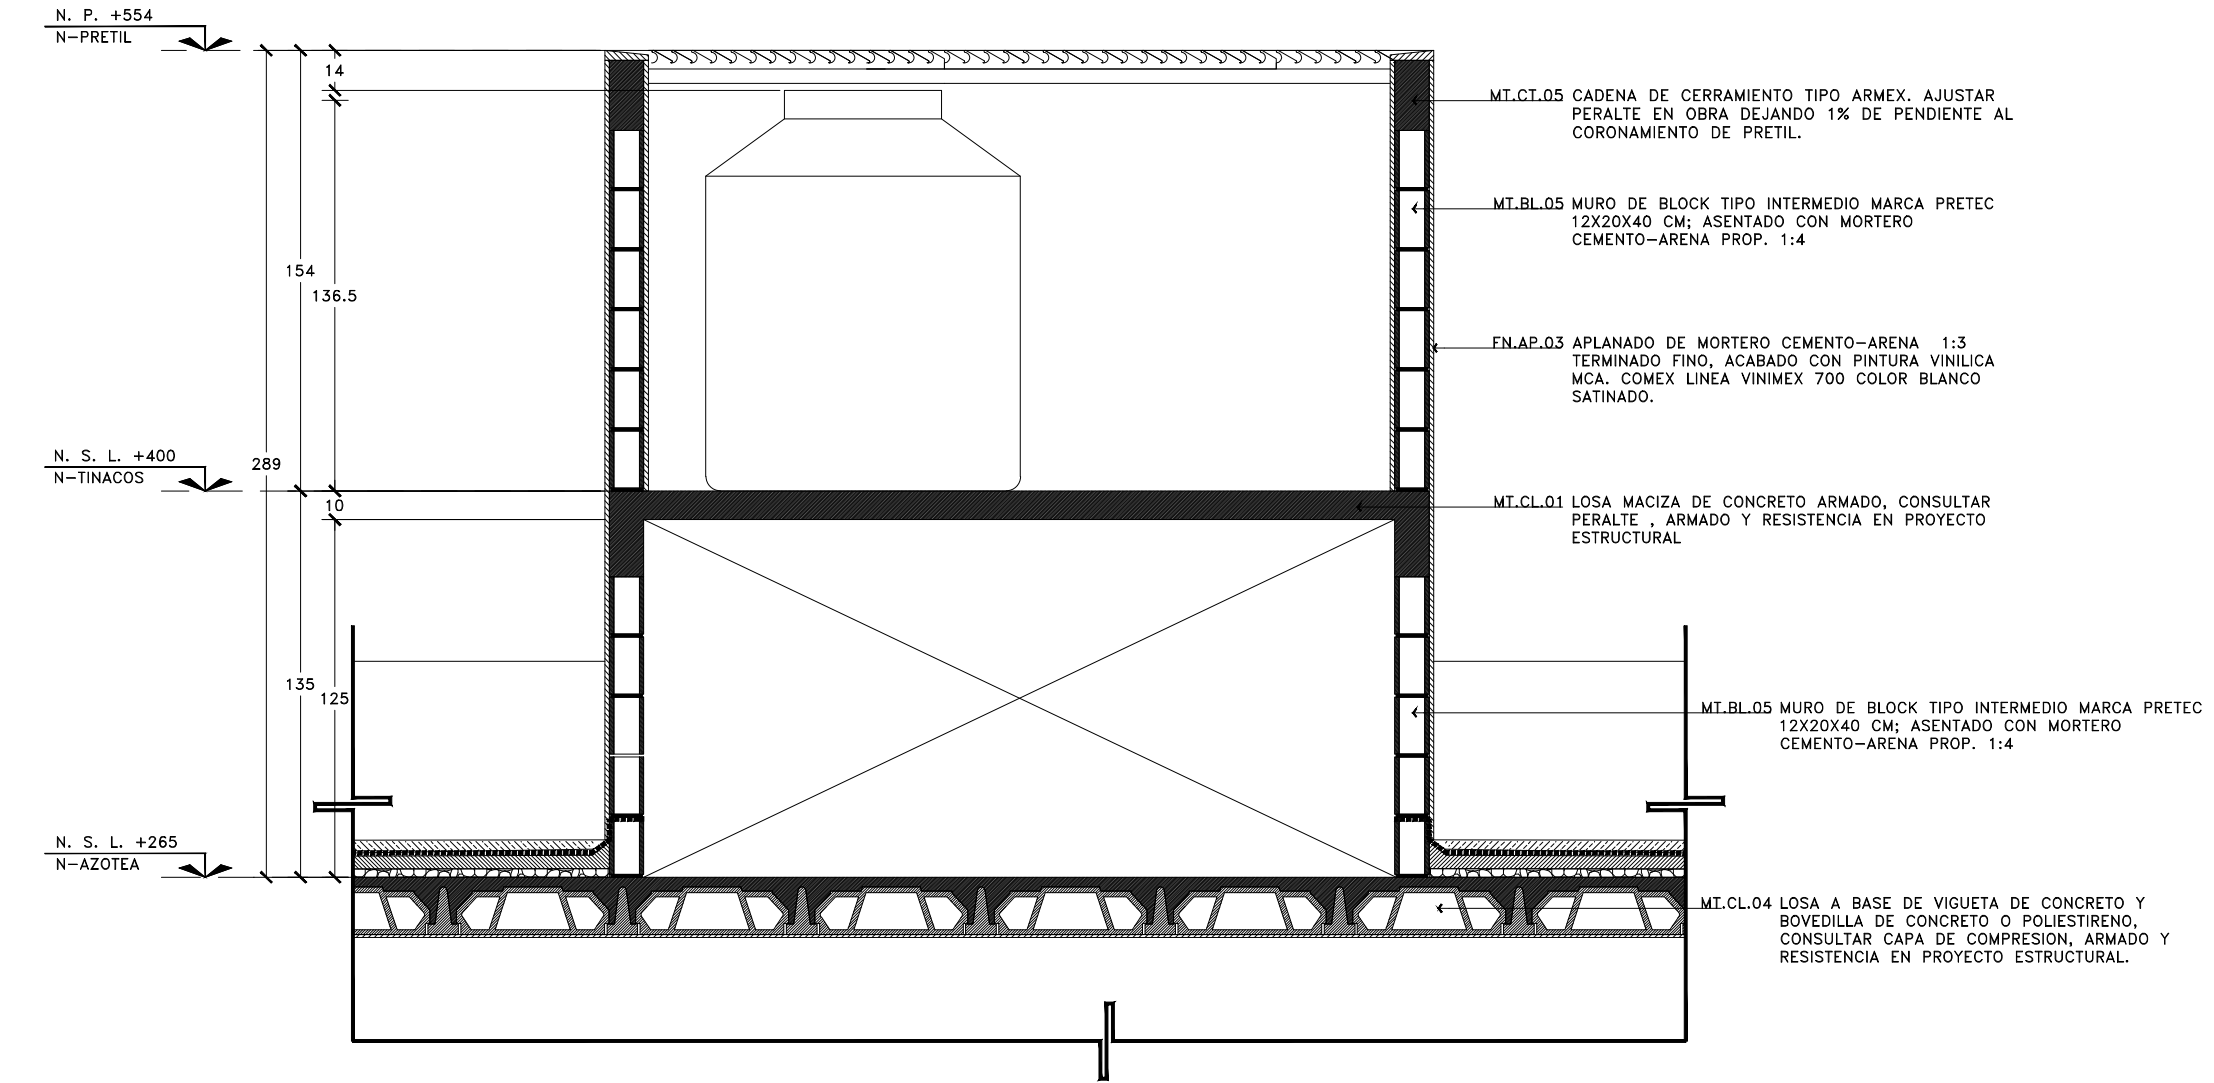 N. P. +554
N-PRETIL
14
154
136.5
N. S. L. +400
N-TINACOS
289
10
135
125
N. S. L. +265
N-AZOTEA
MT.CT.05 CADENA DE CERRAMIENTO TIPO ARMEX. AJUSTAR
PERALTE EN OBRA DEJANDO 1% DE PENDIENTE AL
CORONAMIENTO DE PRETIL.
MT.BL.05 MURO DE BLOCK TIPO INTERMEDIO MARCA PRETEC
12X20X40 CM; ASENTADO CON MORTERO
CEMENTO-ARENA PROP. 1:4
FN.AP.03 APLANADO DE MORTERO CEMENTO-ARENA 1:3
TERMINADO FINO, ACABADO CON PINTURA VINILICA
MCA. COMEX LINEA VINIMEX 700 COLOR BLANCO
SATINADO.
MT.CL.01 LOSA MACIZA DE CONCRETO ARMADO, CONSULTAR
PERALTE , ARMADO Y RESISTENCIA EN PROYECTO
ESTRUCTURAL
MT.BL.05 MURO DE BLOCK TIPO INTERMEDIO MARCA PRETEC
12X20X40 CM; ASENTADO CON MORTERO
CEMENTO-ARENA PROP. 1:4
MT.CL.04 LOSA A BASE DE VIGUETA DE CONCRETO Y
BOVEDILLA DE CONCRETO O POLIESTIRENO,
CONSULTAR CAPA DE COMPRESION, ARMADO Y
RESISTENCIA EN PROYECTO ESTRUCTURAL.